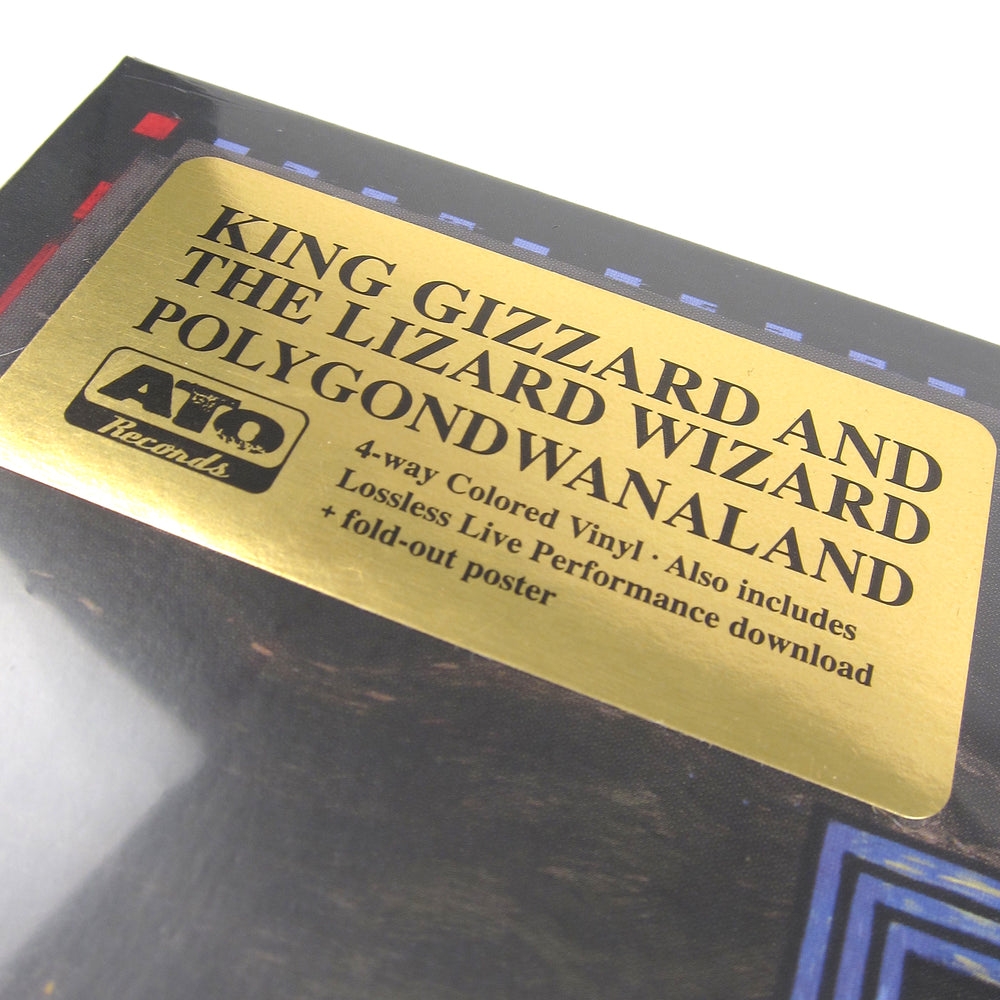 KING GIZZARD AND
THE LIZARD WIZARD
POLYGONDWANALAND
ATO
Records
4-way Colored Vinyl · Also includes
Lossless Live Performance download
+ fold-out poster